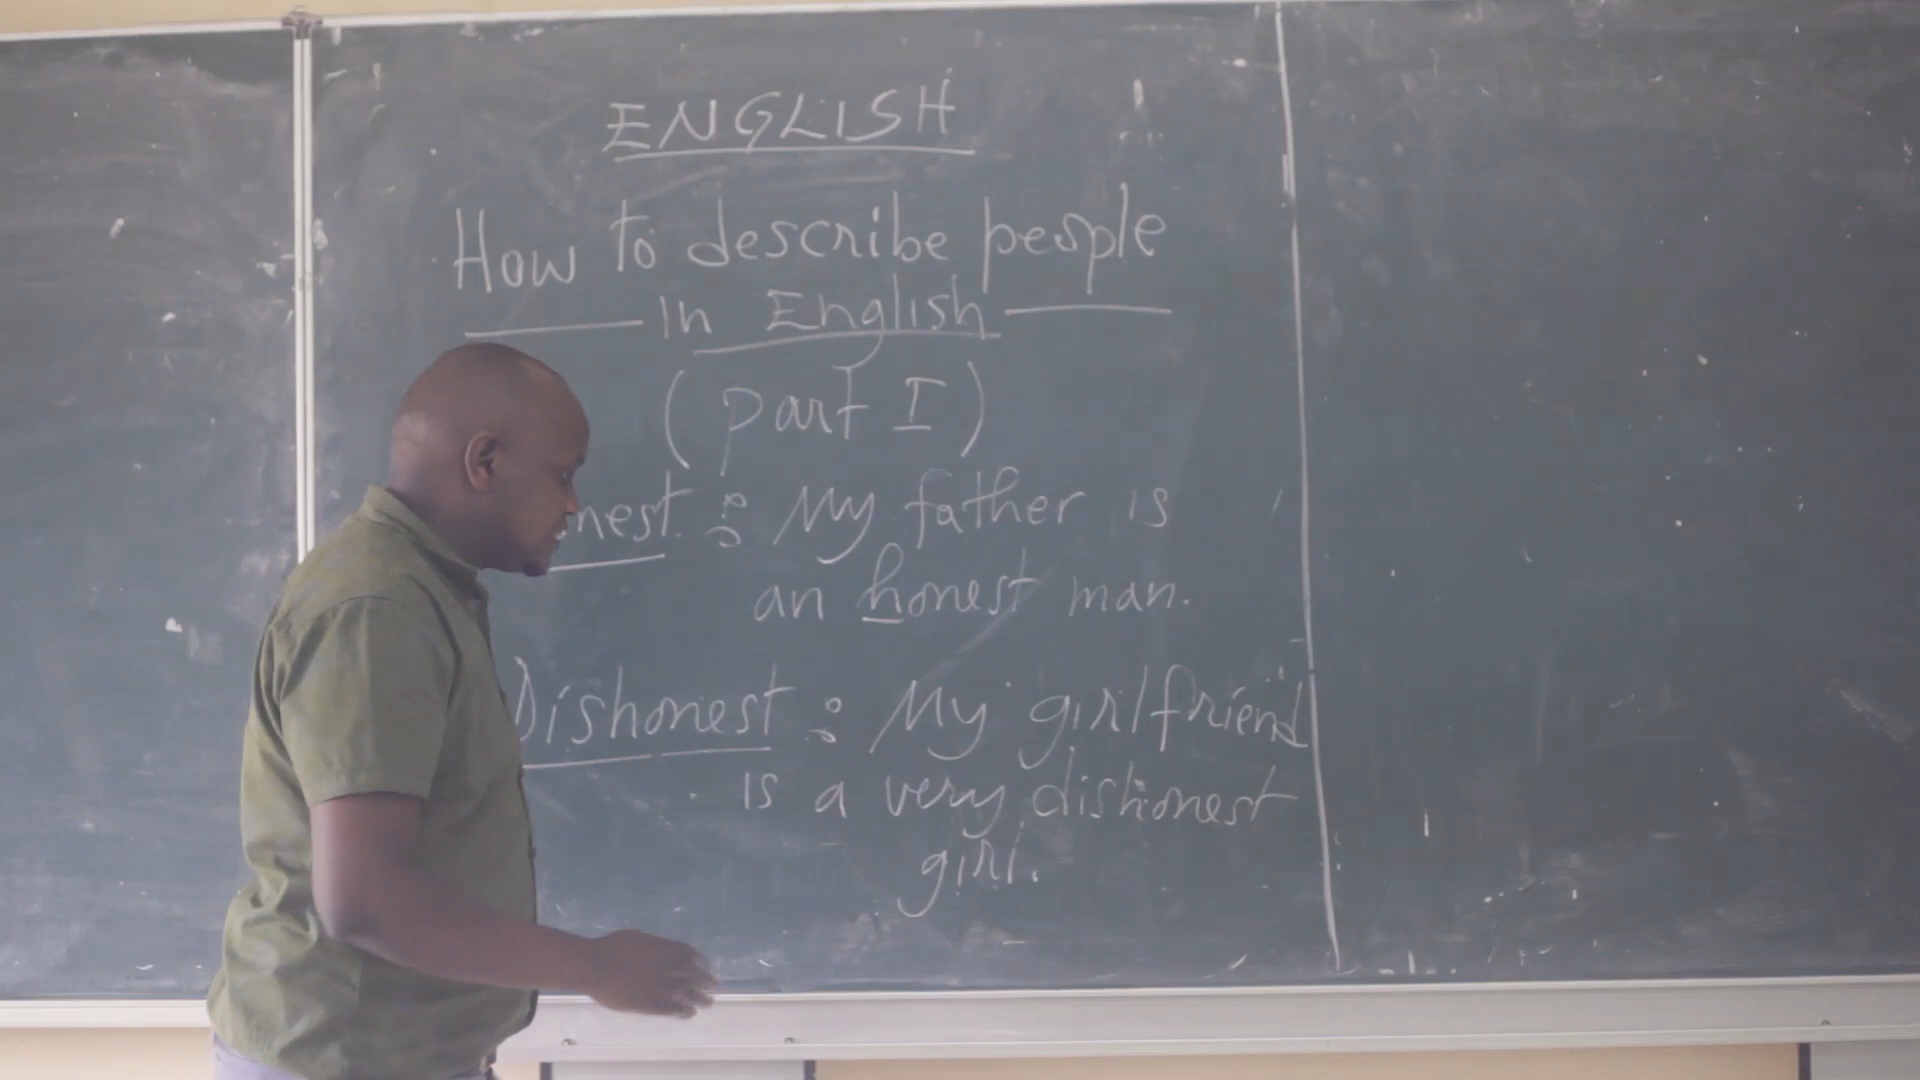 ENGLISH
How to describe people
In English
(part I)
nest : My father is
an honest man.
Dishonest : My girlfriend
is a very dishonest
girl.